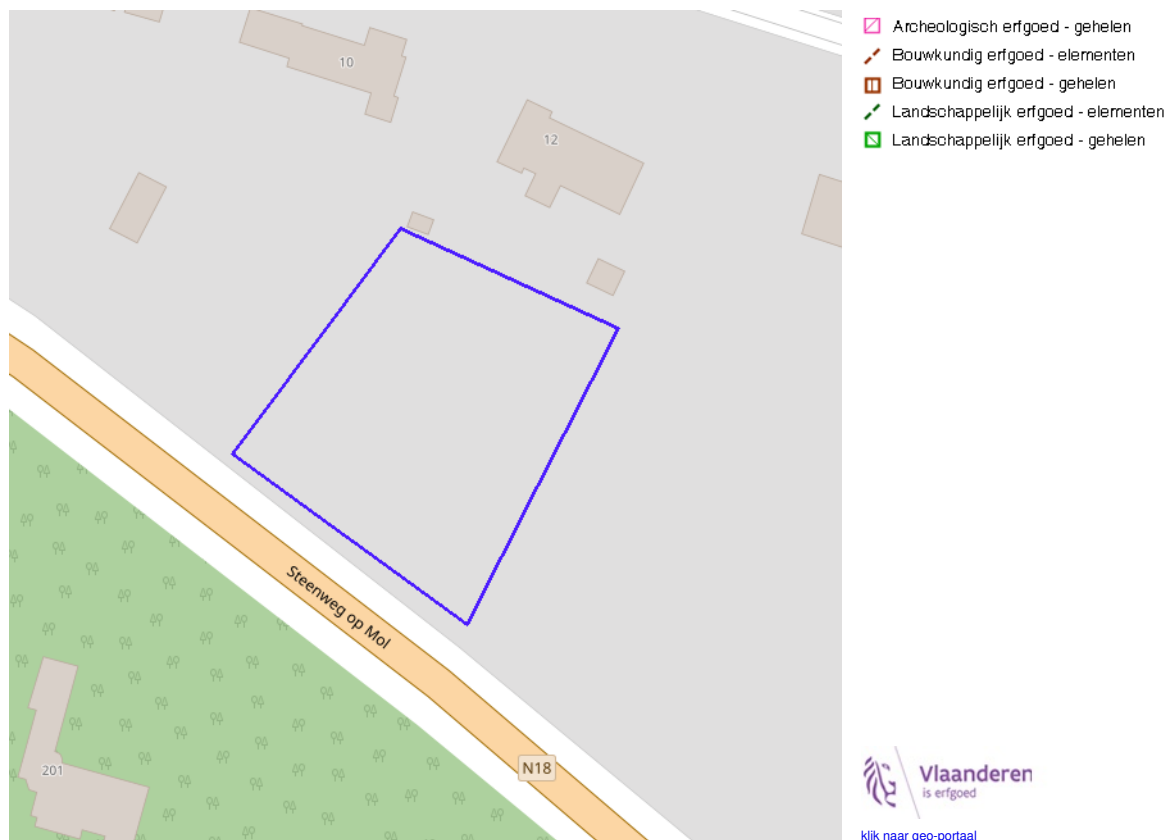 10
12
Steenweg op Mol
N18
201
Archeologisch erfgoed - gehelen
Bouwkundig erfgoed - elementen
Bouwkundig erfgoed - gehelen
Landschappelijk erfgoed - elementen
Landschappelijk erfgoed - gehelen
Vlaanderen
is erfgoed
klik naar geo-portaal